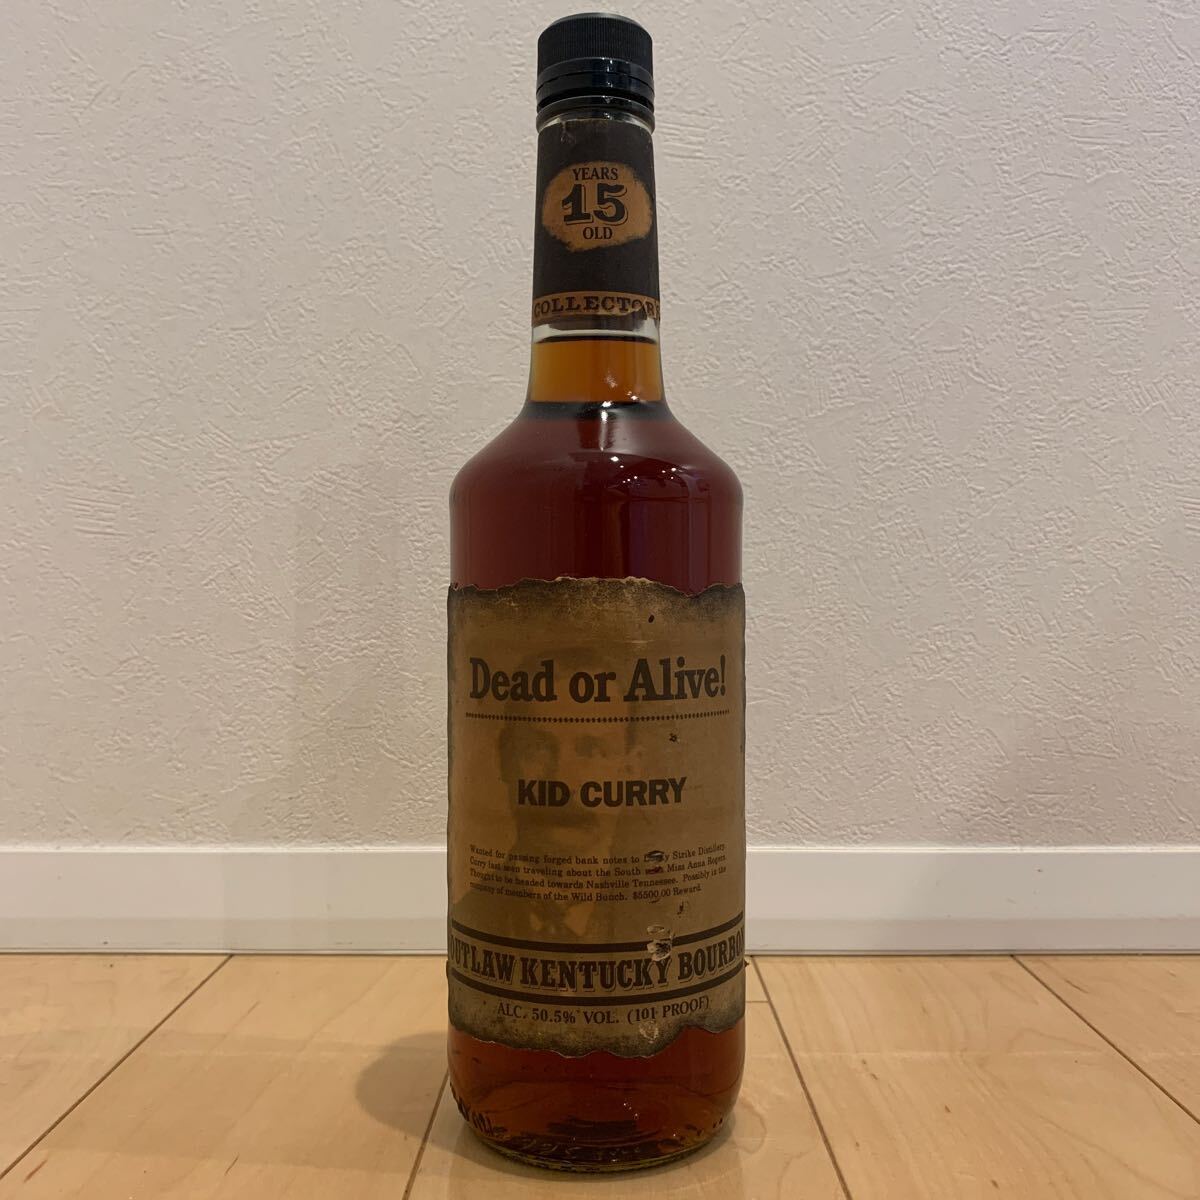 YEARS
15
OLD
COLLECTOR
Dead or Alive!
KID CURRY
Wanted for passing forged bank notes to Strike Distillery.
Curry last seen traveling about the South with Miss Anna Rogers.
Thought to be headed towards Nashville Tennessee. Possibly in the
company of members of the Wild Bunch. $5500.00 Reward.
OUTLAW KENTUCKY BOURBON
ALC. 50.5% VOL. (101 PROOF)